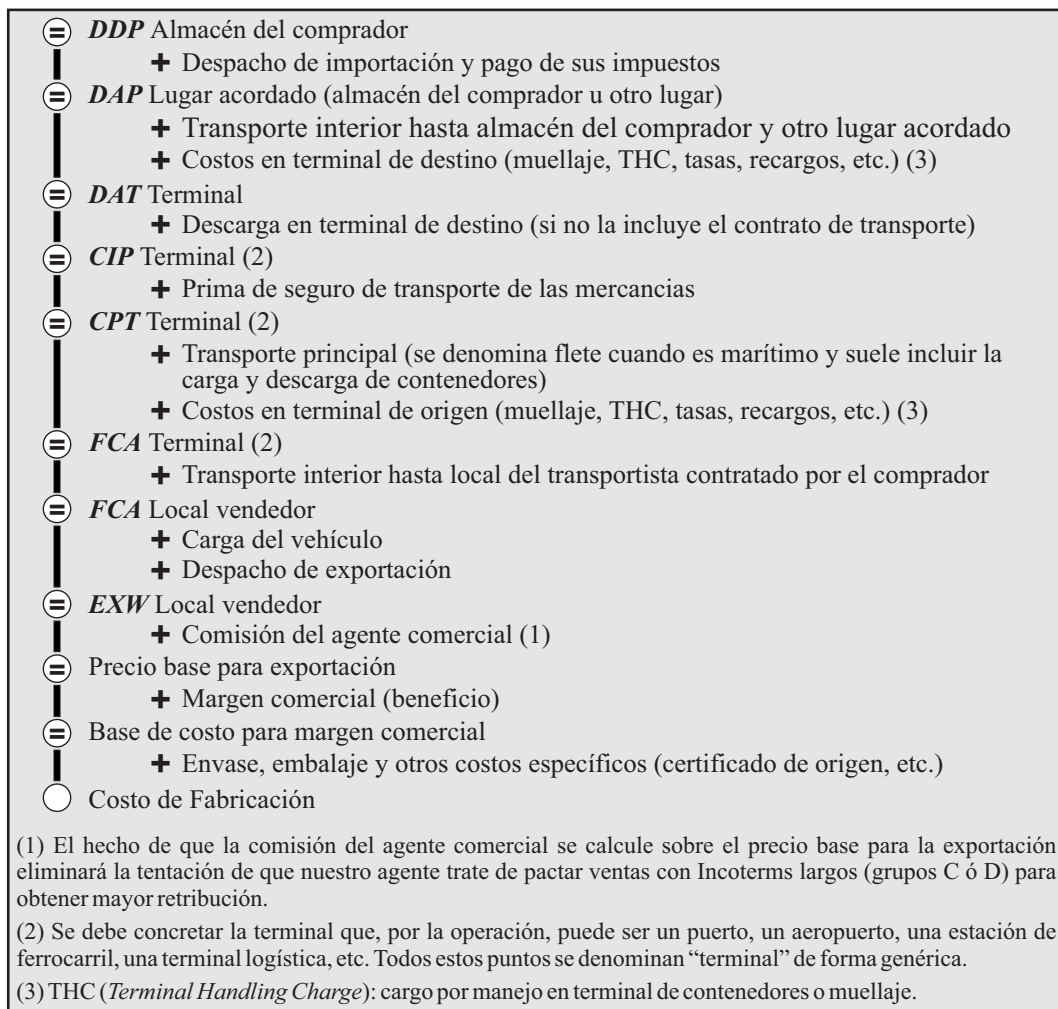 = DDP Almacén del comprador
+ Despacho de importación y pago de sus impuestos
= DAP Lugar acordado (almacén del comprador u otro lugar)
+ Transporte interior hasta almacén del comprador y otro lugar acordado
+ Costos en terminal de destino (muellaje, THC, tasas, recargos, etc.) (3)
= DAT Terminal
+ Descarga en terminal de destino (si no la incluye el contrato de transporte)
= CIP Terminal (2)
+ Prima de seguro de transporte de las mercancias
= CPT Terminal (2)
+ Transporte principal (se denomina flete cuando es marítimo y suele incluir la
carga y descarga de contenedores)
+ Costos en terminal de origen (muellaje, THC, tasas, recargos, etc.) (3)
= FCA Terminal (2)
+ Transporte interior hasta local del transportista contratado por el comprador
= FCA Local vendedor
+ Carga del vehículo
+ Despacho de exportación
= EXW Local vendedor
+ Comisión del agente comercial (1)
= Precio base para exportación
+ Margen comercial (beneficio)
= Base de costo para margen comercial
+ Envase, embalaje y otros costos específicos (certificado de origen, etc.)
Costo de Fabricación
(1) El hecho de que la comisión del agente comercial se calcule sobre el precio base para la exportación
eliminará la tentación de que nuestro agente trate de pactar ventas con Incoterms largos (grupos C ó D) para
obtener mayor retribución.
(2) Se debe concretar la terminal que, por la operación, puede ser un puerto, un aeropuerto, una estación de
ferrocarril, una terminal logística, etc. Todos estos puntos se denominan “terminal” de forma genérica.
(3) THC (Terminal Handling Charge): cargo por manejo en terminal de contenedores o muellaje.